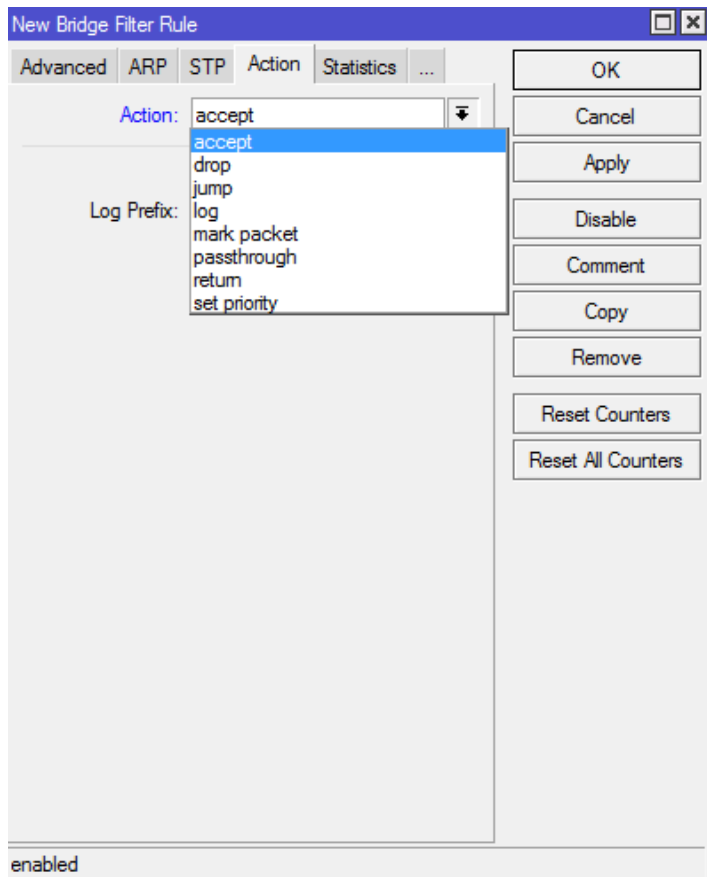 New Bridge Filter Rule
Advanced ARP STP Action Statistics ...
Action: accept
accept
drop
jump
Log Prefix: log
mark packet
passthrough
return
set priority
OK
Cancel
Apply
Disable
Comment
Copy
Remove
Reset Counters
Reset All Counters
enabled